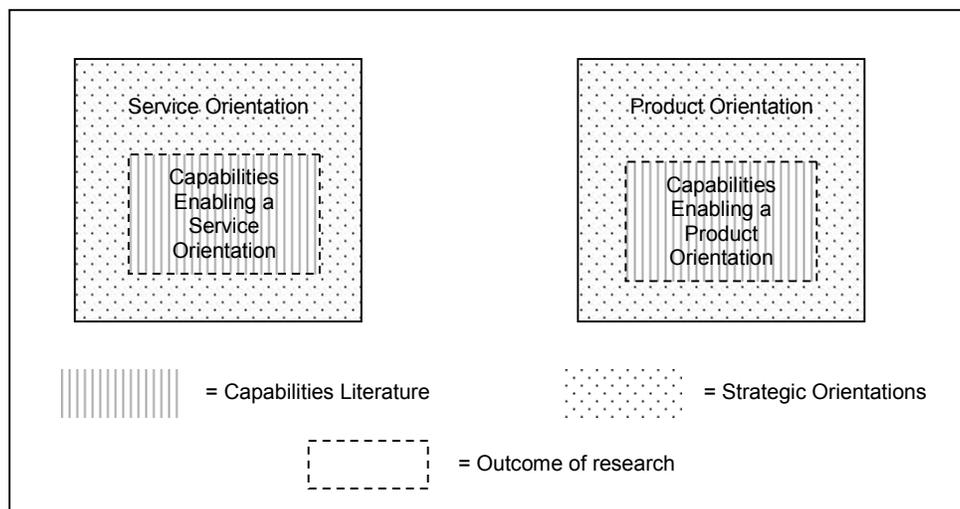 Service Orientation
Capabilities
Enabling a
Service
Orientation
Product Orientation
Capabilities
Enabling a
Product
Orientation
= Capabilities Literature
= Strategic Orientations
= Outcome of research